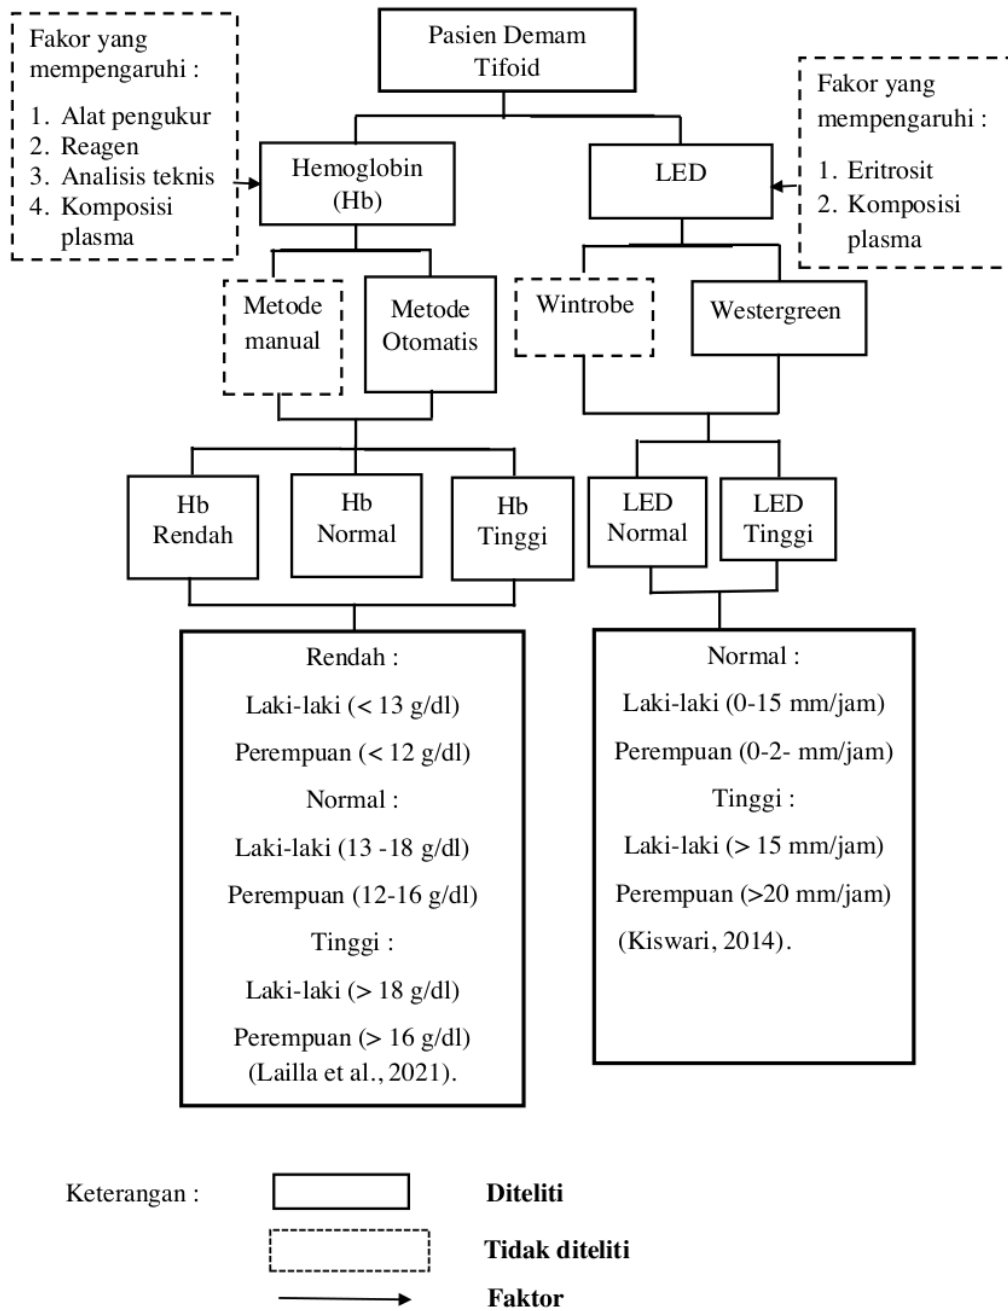 Pasien Demam
Tifoid
Fakor yang
mempengaruhi :
1. Alat pengukur
2. Reagen
3. Analisis teknis
4. Komposisi
plasma
Fakor yang
mempengaruhi :
1. Eritrosit
2. Komposisi
plasma
Hemoglobin
(Hb)
LED
Metode
manual
Metode
Otomatis
Wintrobe
Westergreen
Hb
Rendah
Hb
Normal
Hb
Tinggi
LED
Normal
LED
Tinggi
Rendah :
Laki-laki (< 13 g/dl)
Perempuan (< 12 g/dl)
Normal :
Laki-laki (13 -18 g/dl)
Perempuan (12-16 g/dl)
Tinggi :
Laki-laki (> 18 g/dl)
Perempuan (> 16 g/dl)
(Lailla et al., 2021).
Normal :
Laki-laki (0-15 mm/jam)
Perempuan (0-2- mm/jam)
Tinggi :
Laki-laki (> 15 mm/jam)
Perempuan (>20 mm/jam)
(Kiswari, 2014).
Keterangan :
Diteliti
Tidak diteliti
Faktor